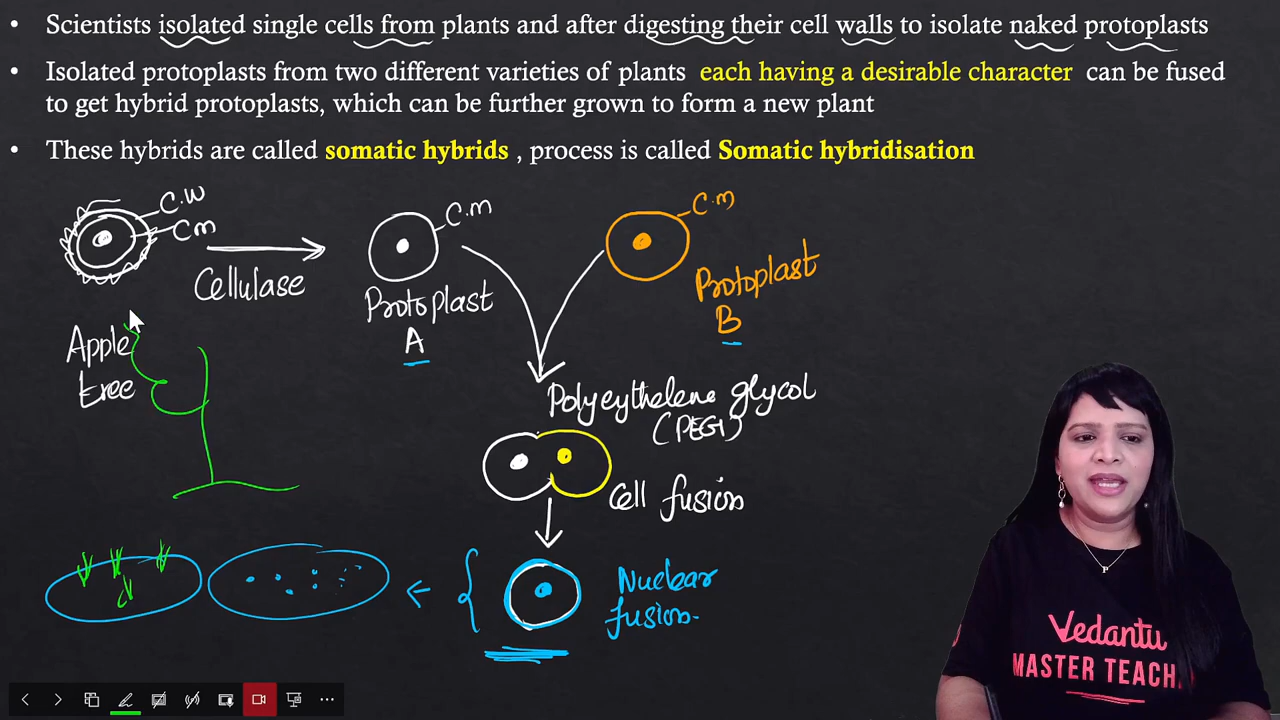 • Scientists isolated single cells from plants and after digesting their cell walls to isolate naked protoplasts
• Isolated protoplasts from two different varieties of plants each having a desirable character can be fused
to get hybrid protoplasts, which can be further grown to form a new plant
• These hybrids are called somatic hybrids , process is called Somatic hybridisation
C.W
Cm
Cellulase
C.m
Protoplast
A
C.m
Protoplast
B
Apple
tree
Polyeythelene glycol
(PEG)
Cell fusion
Nuclear
fusion.
Vedantu
MASTER TEACHE